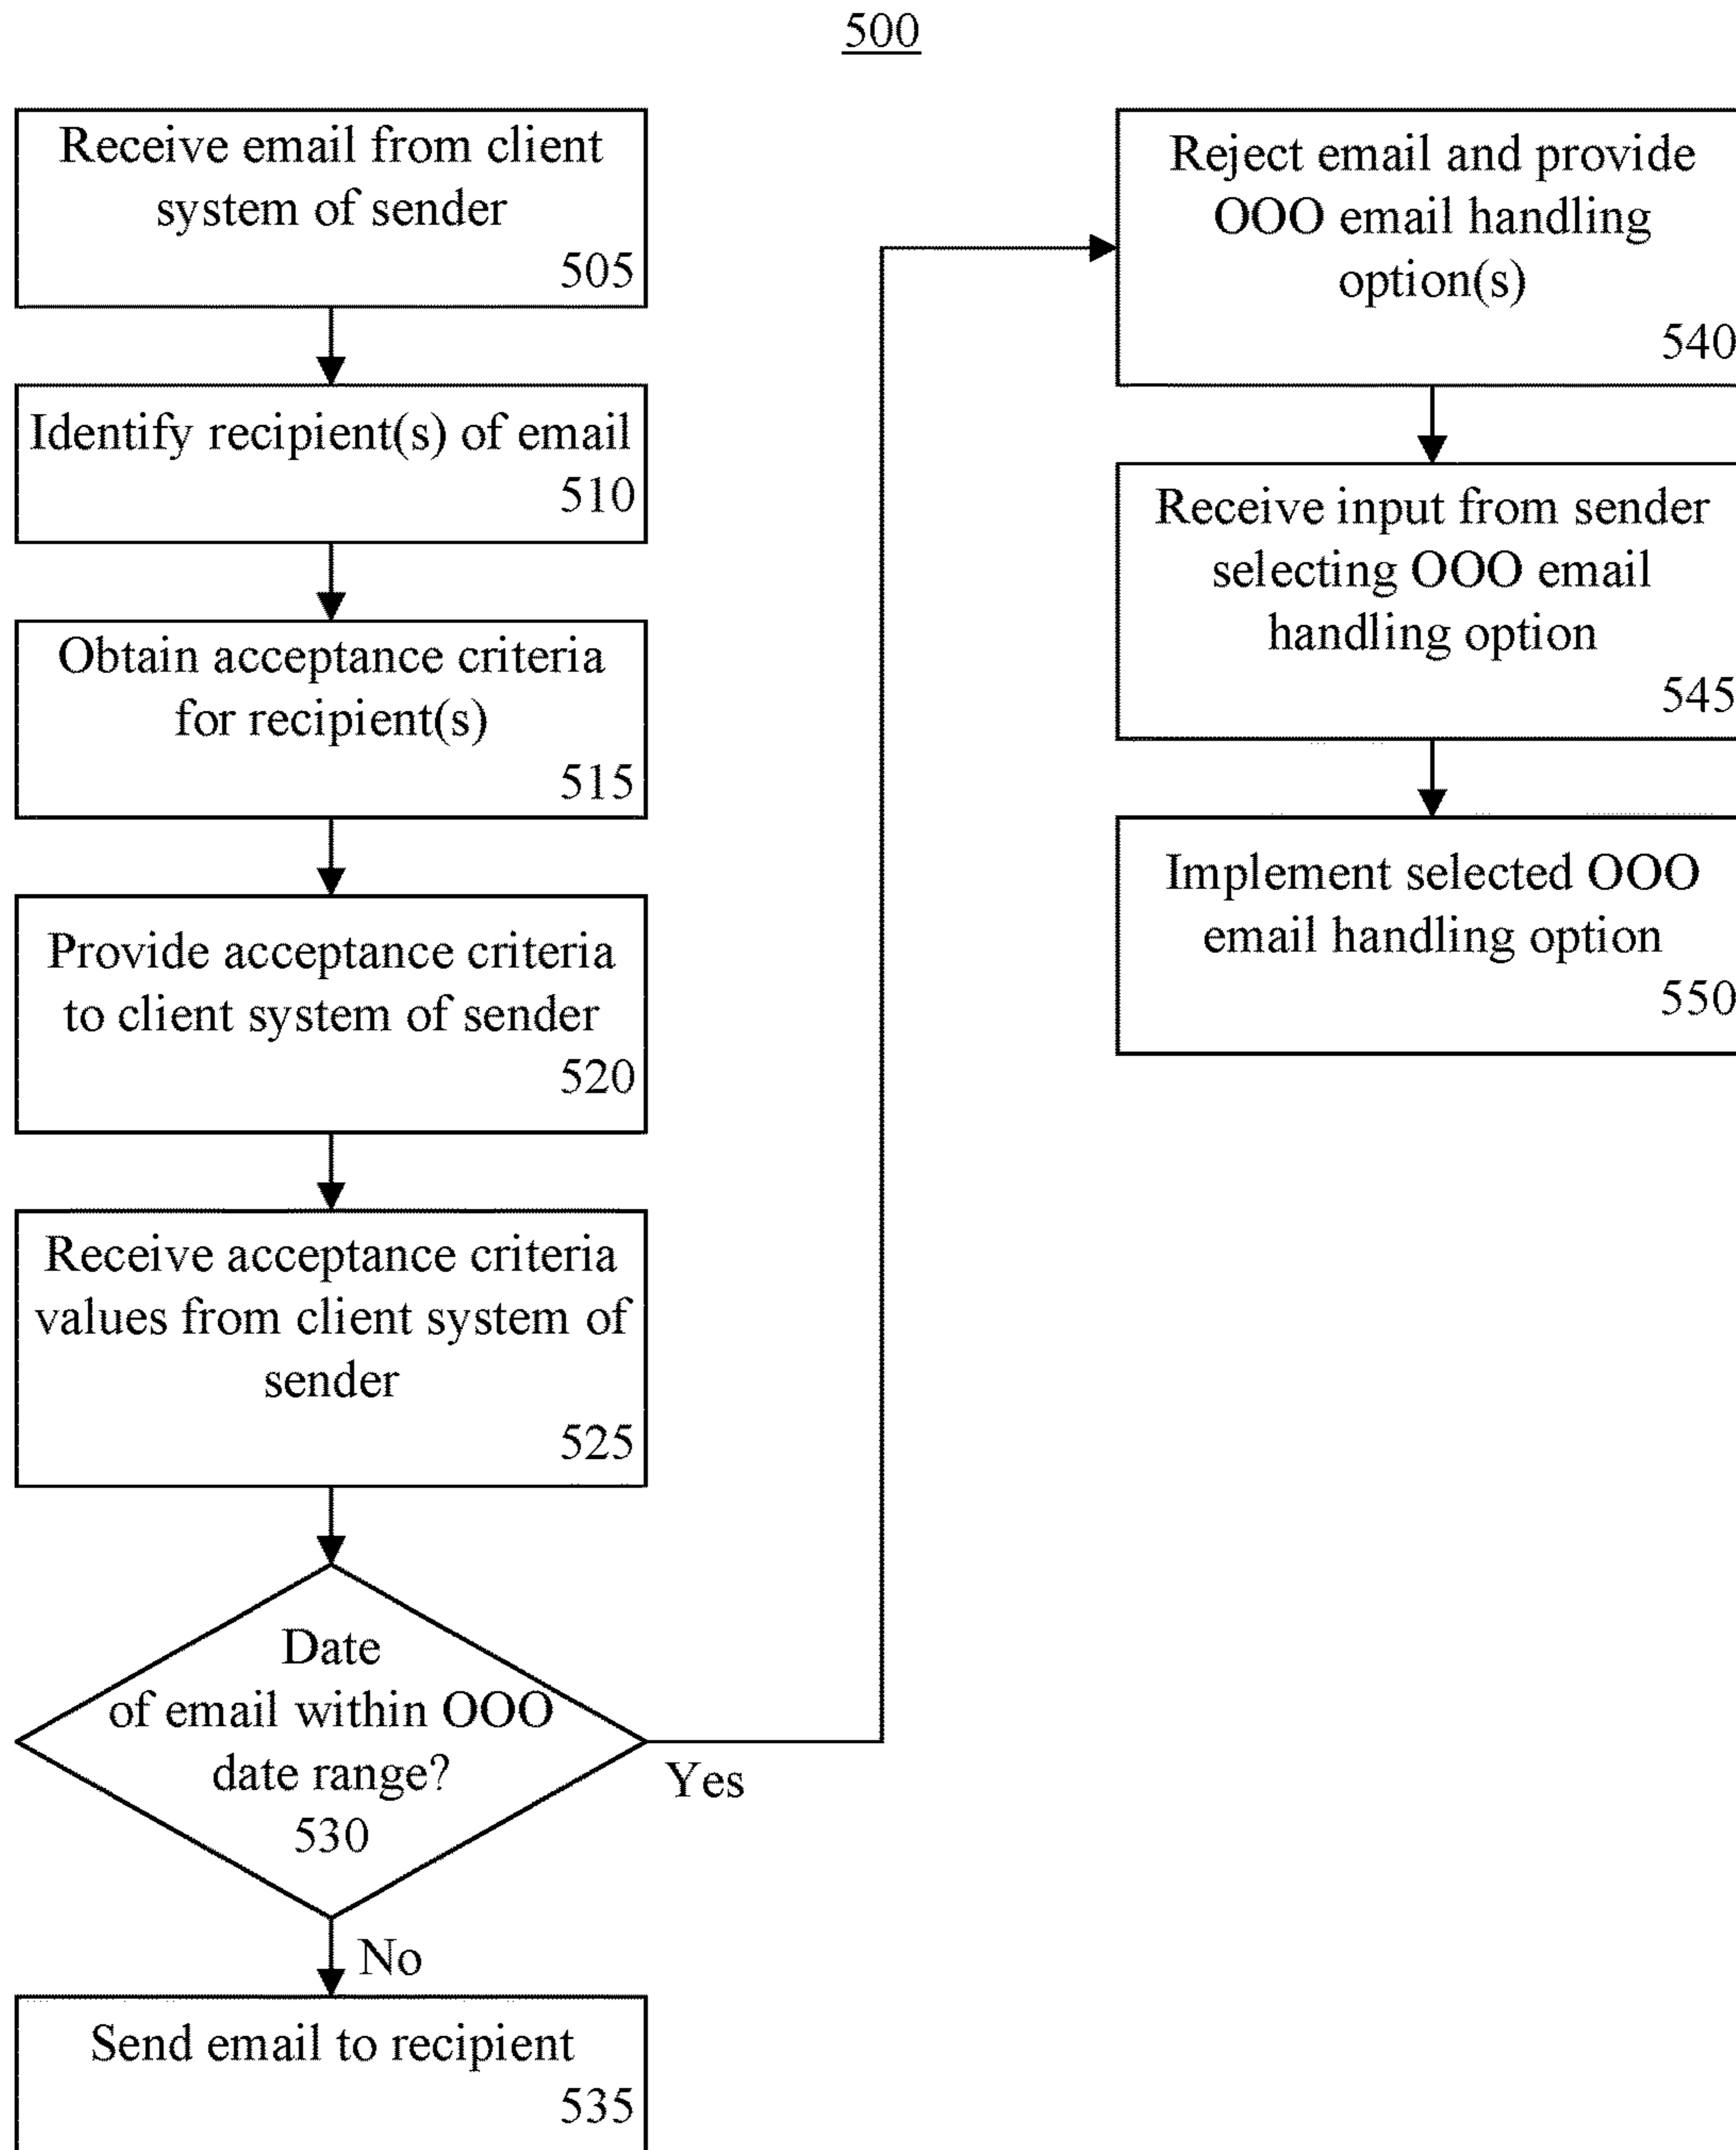 500
Receive email from client
system of sender
505
Identify recipient(s) of email
510
Obtain acceptance criteria
for recipient(s)
515
Provide acceptance criteria
to client system of sender
520
Receive acceptance criteria
values from client system of
sender
525
Date
of email within OOO
date range?
530
Yes
No
Send email to recipient
535
Reject email and provide
OOO email handling
option(s)
540
Receive input from sender
selecting OOO email
handling option
545
Implement selected OOO
email handling option
550